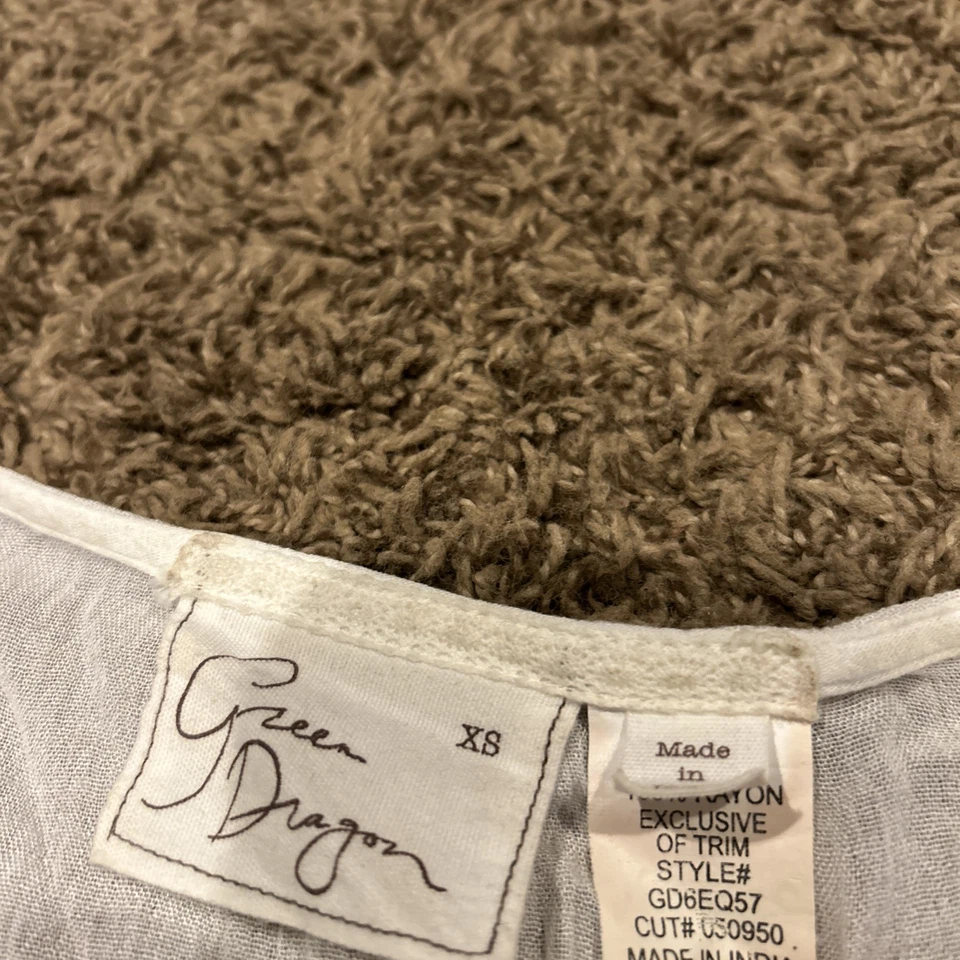 Green
Dragon
XS
Made
in
RAYON
EXCLUSIVE
OF TRIM
STYLE#
GD6EQ57
CUT# 050950
MADE IN INDIA